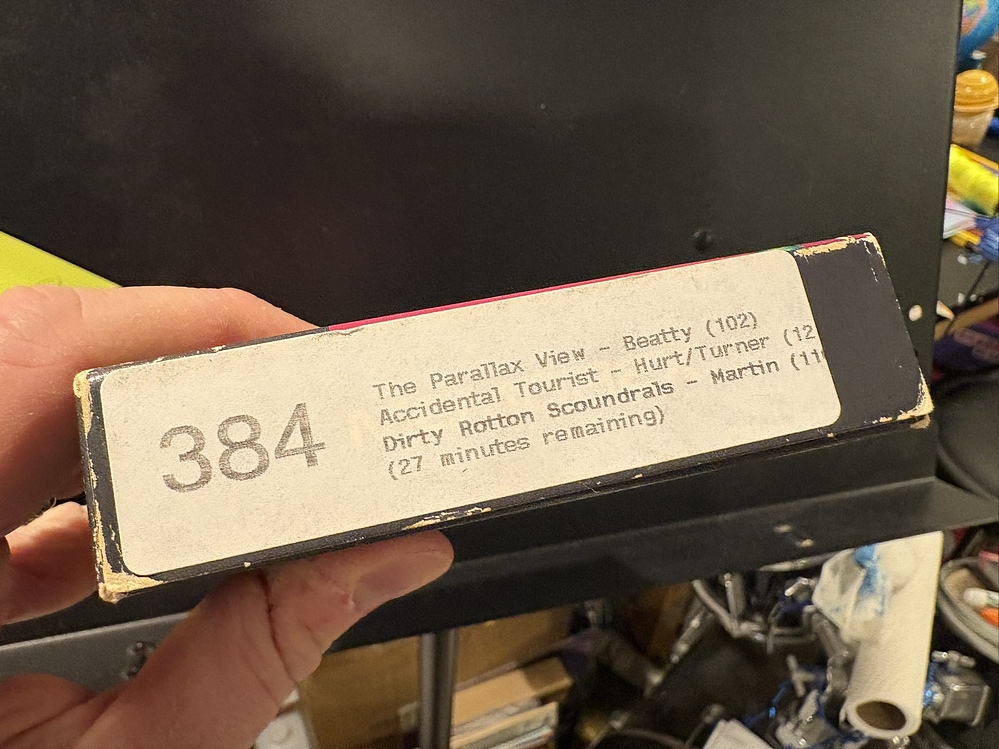 384
The Parallax View - Beatty (102)
Accidental Tourist - Hurt/Turner (12
Dirty Rotton Scoundrals - Martin (11
(27 minutes remaining)